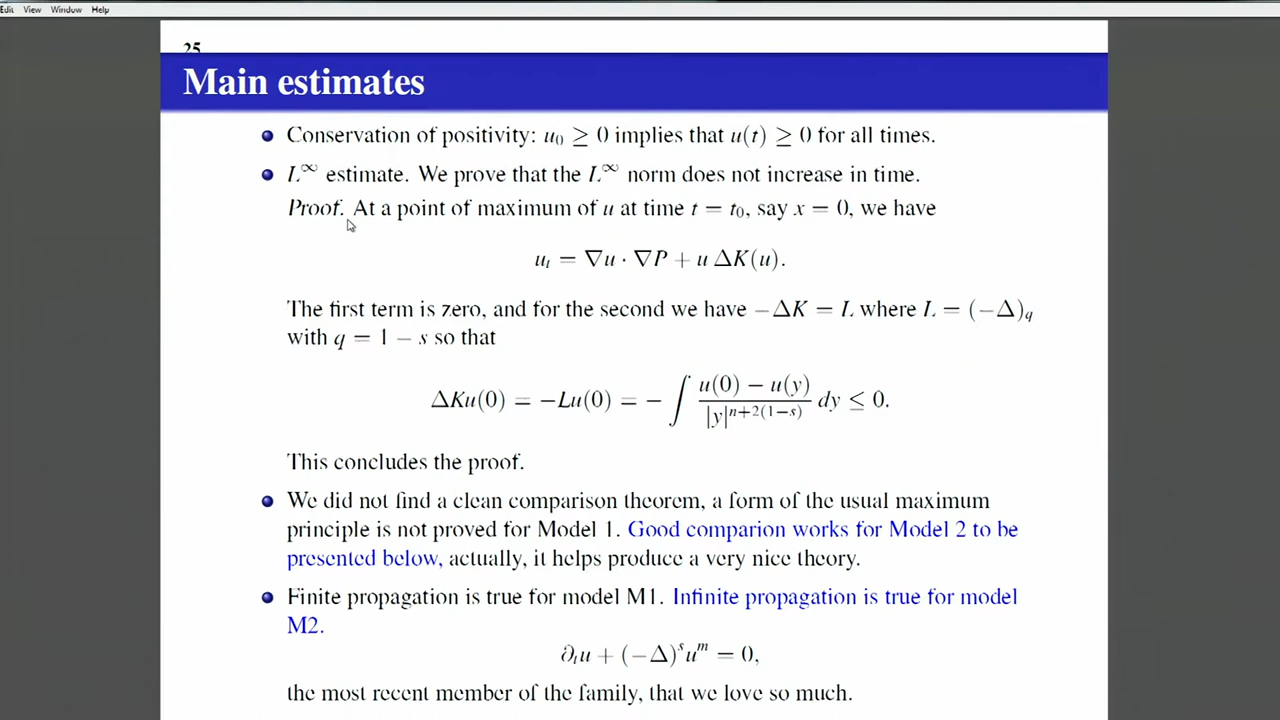 Edit View Window Help
25
Main estimates
Conservation of positivity: u₀ ≥ 0 implies that u(t) ≥ 0 for all times.
L^∞ estimate. We prove that the L^∞ norm does not increase in time.
Proof. At a point of maximum of u at time t = t₀, say x = 0, we have
uₜ = ∇u · ∇P + u ΔK(u).
The first term is zero, and for the second we have −ΔK = L where L = (−Δ)_q
with q = 1 − s so that
ΔKu(0) = −Lu(0) = − ∫ (u(0) − u(y)) / |y|^{n+2(1−s)} dy ≤ 0.
This concludes the proof.
We did not find a clean comparison theorem, a form of the usual maximum
principle is not proved for Model 1. Good comparion works for Model 2 to be
presented below, actually, it helps produce a very nice theory.
Finite propagation is true for model M1. Infinite propagation is true for model
M2.
∂ₜu + (−Δ)^s u^m = 0,
the most recent member of the family, that we love so much.